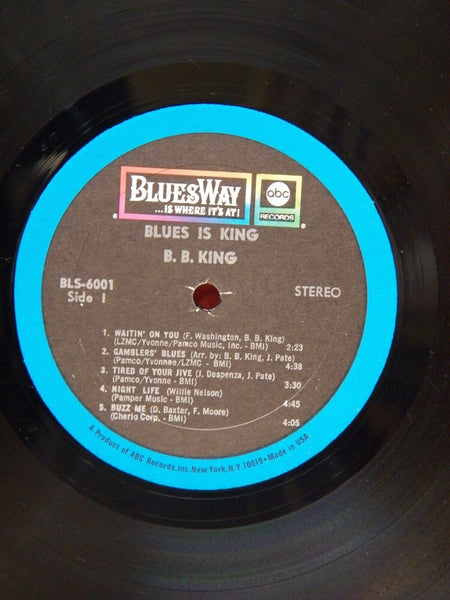 BLUESWAY
...IS WHERE IT'S AT!
abc
RECORDS
BLUES IS KING
B. B. KING
BLS-6001
Side 1
STEREO
1. WAITIN' ON YOU (F. Washington, B. B. King)
(LZMC/Yvonne/Pamco Music, Inc. - BMI) 2:23
2. GAMBLERS' BLUES (Arr. by: B. B. King, J. Pate)
(Pamco/Yvonne/LZMC - BMI) 4:38
3. TIRED OF YOUR JIVE (J. Despenza, J. Pate)
(Pamco/Yvonne - BMI) 3:30
4. NIGHT LIFE (Willie Nelson)
(Pamper Music - BMI) 4:45
5. BUZZ ME (D. Baxter, F. Moore)
(Cherio Corp. - BMI) 4:05
A Product of ABC Records, Inc. New York, N.Y. 10019 • Made in USA